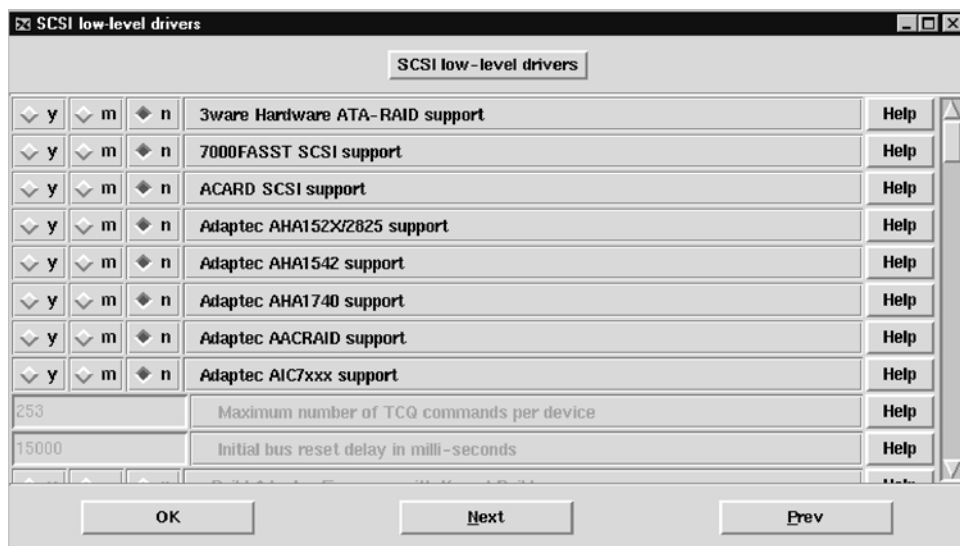 SCSI low-level drivers
SCSI low-level drivers
y m n 3ware Hardware ATA-RAID support Help
y m n 7000FASST SCSI support Help
y m n ACARD SCSI support Help
y m n Adaptec AHA152X/2825 support Help
y m n Adaptec AHA1542 support Help
y m n Adaptec AHA1740 support Help
y m n Adaptec AACRAID support Help
y m n Adaptec AIC7xxx support Help
253 Maximum number of TCQ commands per device Help
15000 Initial bus reset delay in milli-seconds Help
OK Next Prev